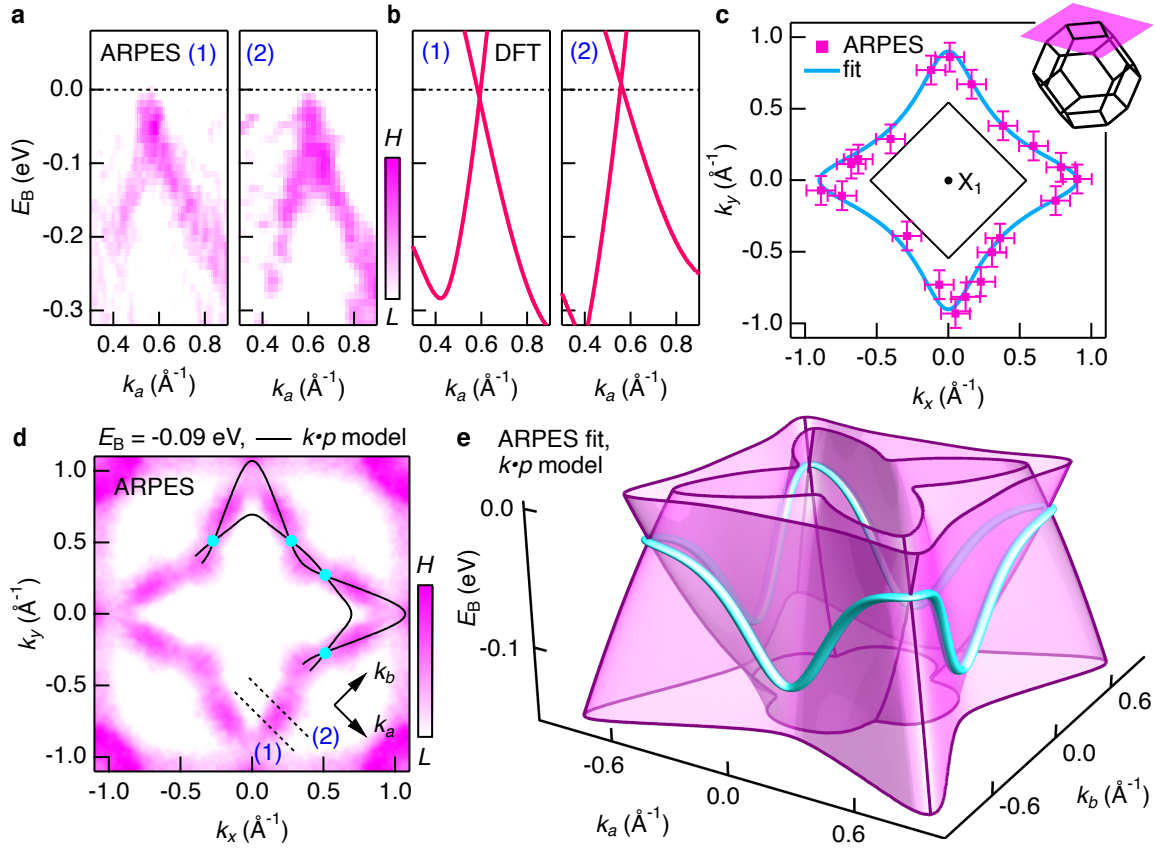 a
ARPES (1)
(2)
H
L
E_B (eV)
0.0
-0.1
-0.2
-0.3
0.4 0.6 0.8
0.4 0.6 0.8
k_a (Å⁻¹)
k_a (Å⁻¹)
b
(1) DFT
(2)
0.4 0.6 0.8
0.4 0.6 0.8
k_a (Å⁻¹)
k_a (Å⁻¹)
c
ARPES
fit
X₁
k_y (Å⁻¹)
1.0
0.5
0.0
-0.5
-1.0
-1.0 -0.5 0.0 0.5 1.0
k_x (Å⁻¹)
d
E_B = -0.09 eV, — k•p model
ARPES
H
L
k_b
k_a
(1)
(2)
k_y (Å⁻¹)
1.0
0.5
0.0
-0.5
-1.0
-1.0 -0.5 0.0 0.5 1.0
k_x (Å⁻¹)
e
ARPES fit,
k•p model
0.0
-0.1
E_B (eV)
-0.6
0.0
0.6
k_a (Å⁻¹)
-0.6
0.0
0.6
k_b (Å⁻¹)